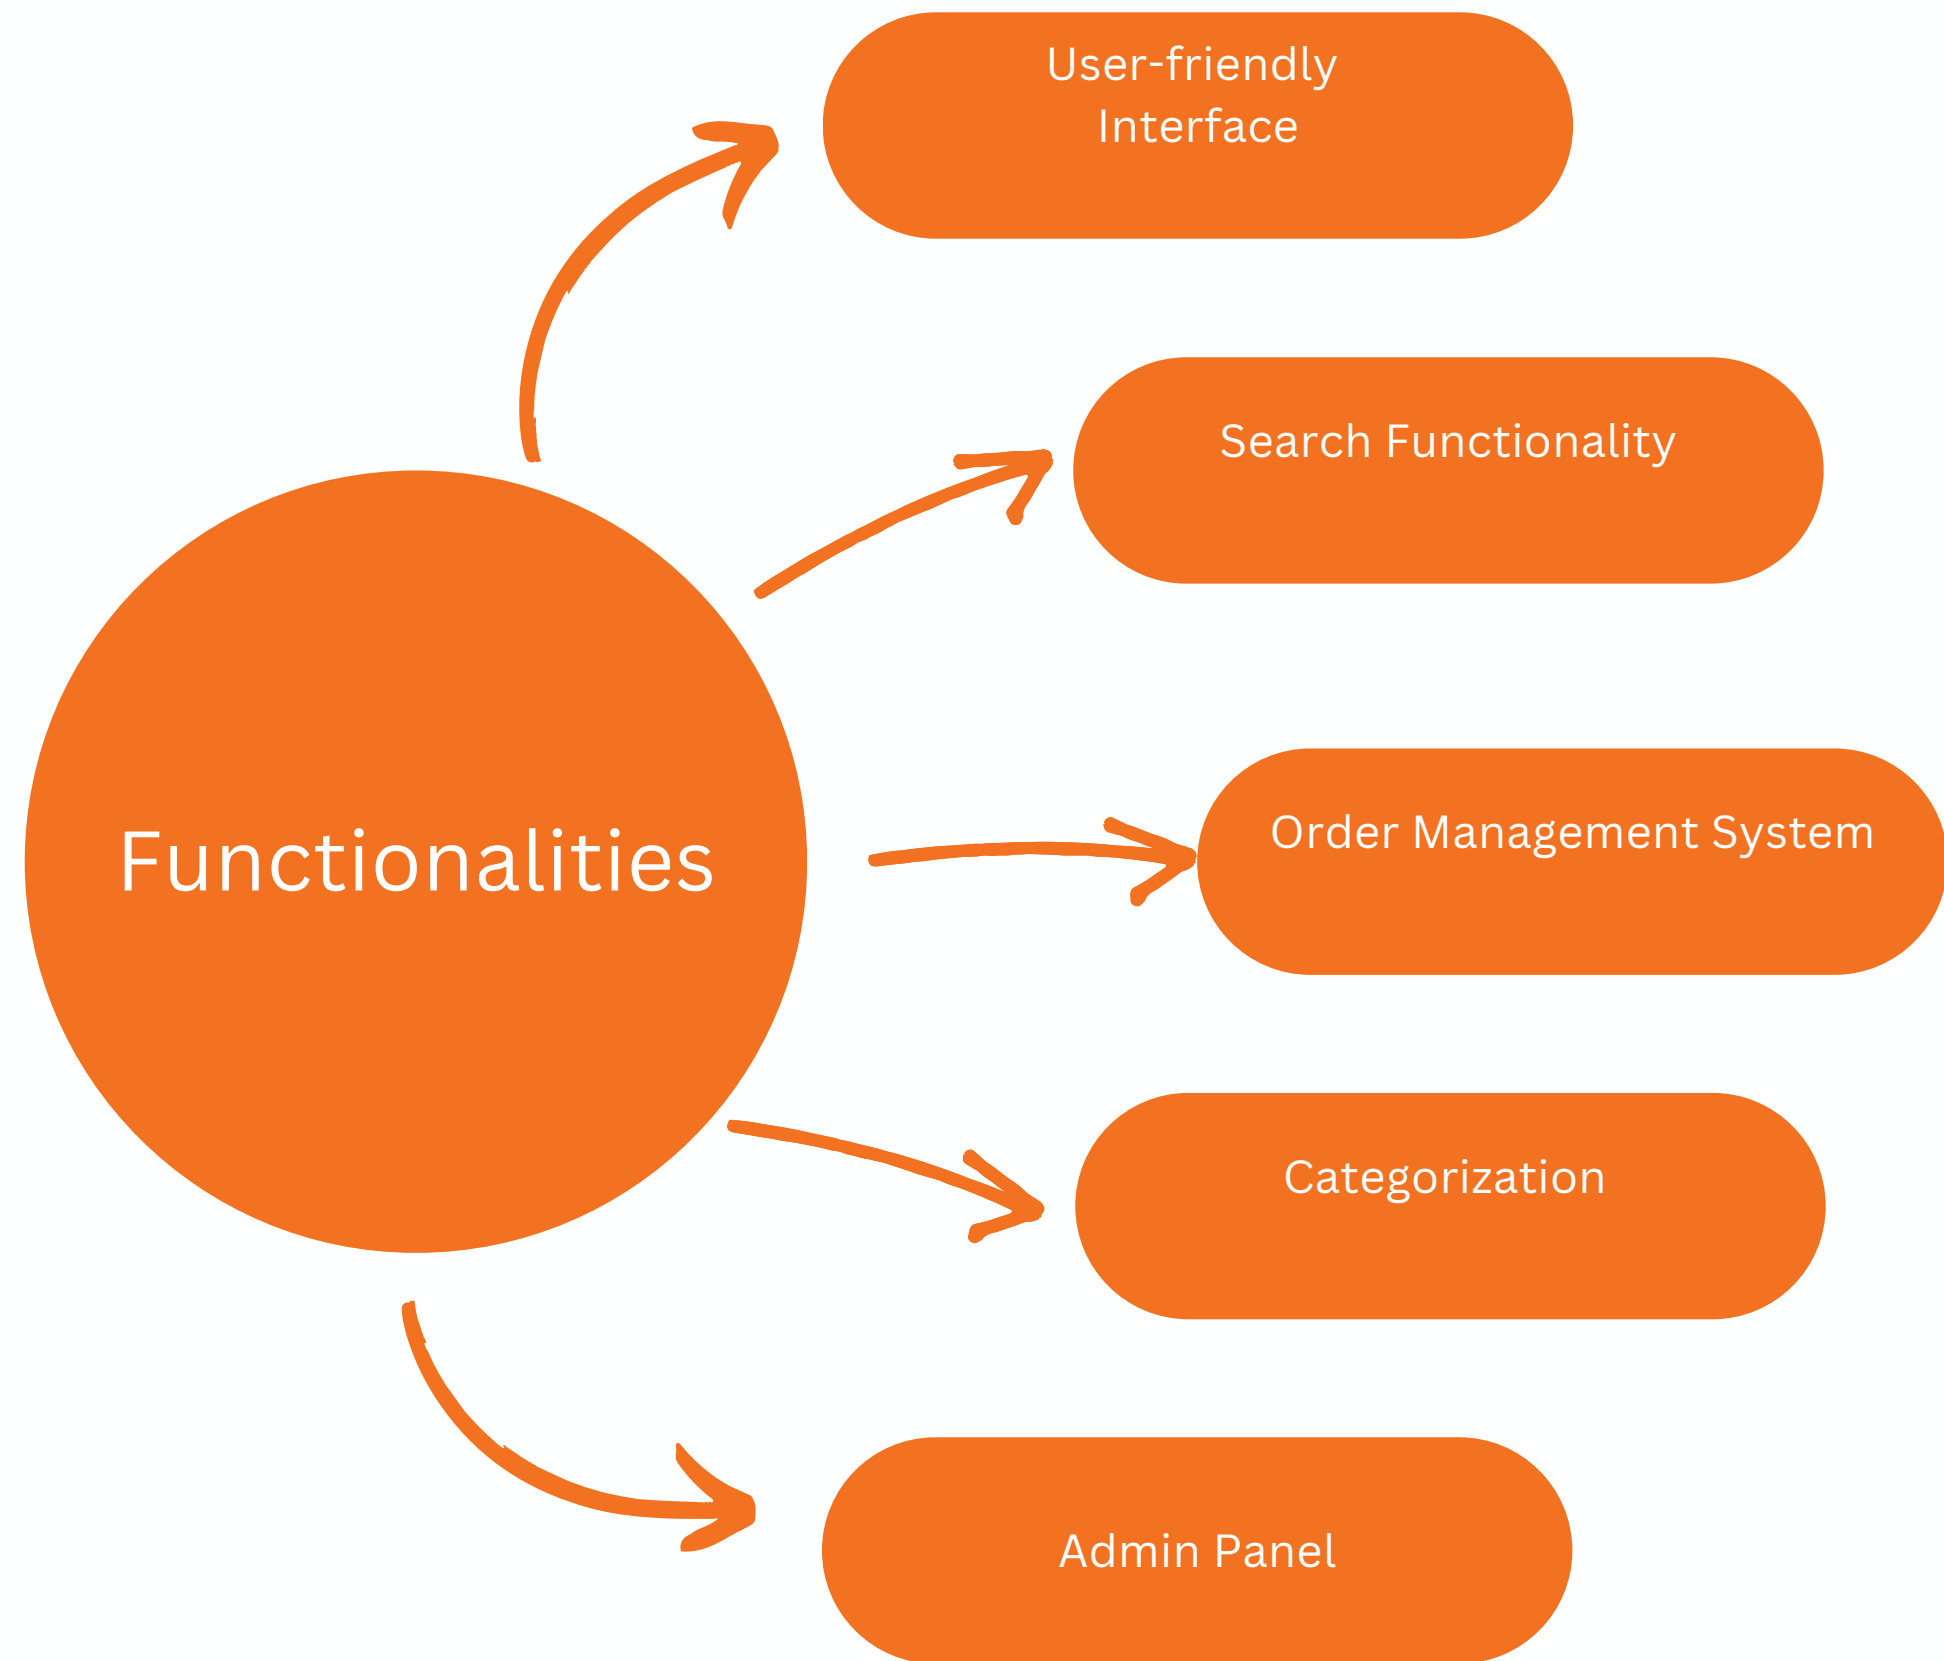 User-friendly
Interface
Search Functionality
Functionalities
Order Management System
Categorization
Admin Panel